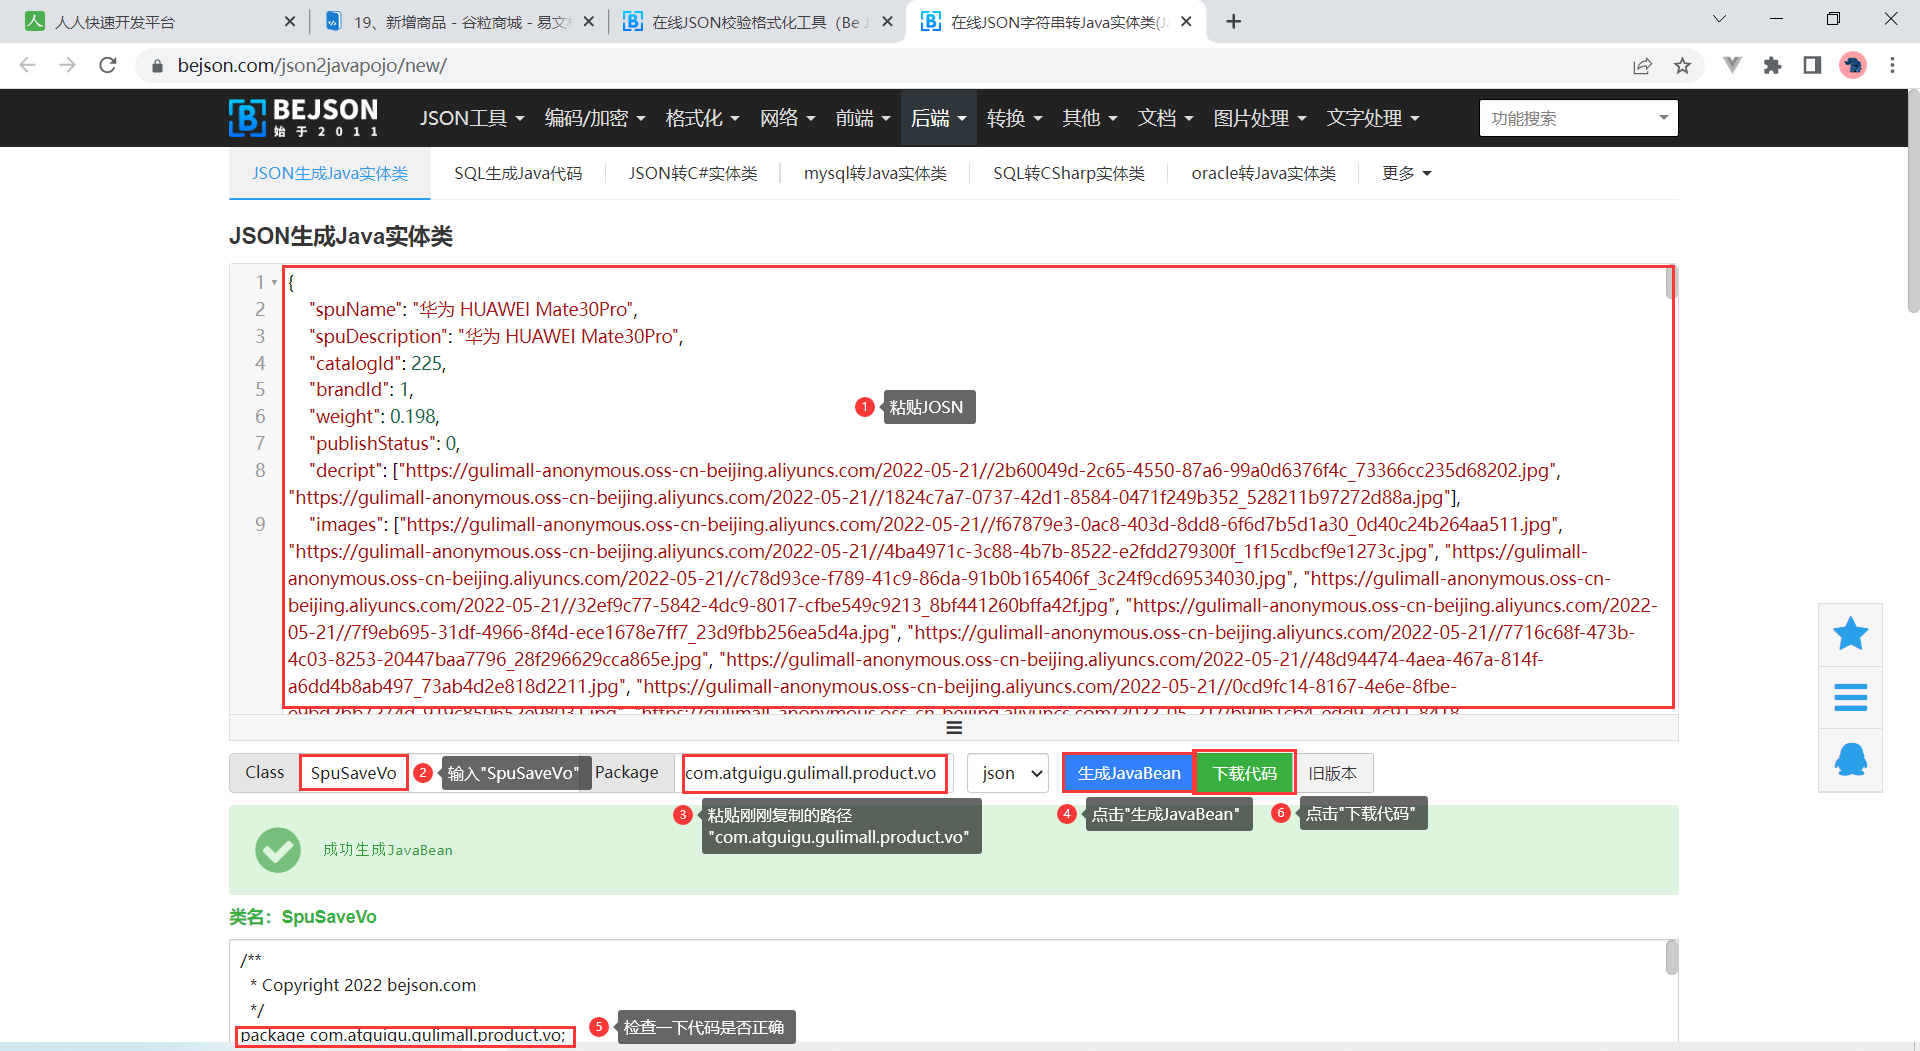 人人快速开发平台
19、新增商品 - 谷粒商城 - 易文
在线JSON校验格式化工具（Be J
在线JSON字符串转Java实体类(Ja
bejson.com/json2javapojo/new/
BEJSON
始于2011
JSON工具
编码/加密
格式化
网络
前端
后端
转换
其他
文档
图片处理
文字处理
功能搜索
JSON生成Java实体类
SQL生成Java代码
JSON转C#实体类
mysql转Java实体类
SQL转CSharp实体类
oracle转Java实体类
更多
JSON生成Java实体类
1 {
2 "spuName": "华为 HUAWEI Mate30Pro",
3 "spuDescription": "华为 HUAWEI Mate30Pro",
4 "catalogId": 225,
5 "brandId": 1,
6 "weight": 0.198,
7 "publishStatus": 0,
8 "decript": ["https://gulimall-anonymous.oss-cn-beijing.aliyuncs.com/2022-05-21//2b60049d-2c65-4550-87a6-99a0d6376f4c_73366cc235d68202.jpg",
"https://gulimall-anonymous.oss-cn-beijing.aliyuncs.com/2022-05-21//1824c7a7-0737-42d1-8584-0471f249b352_528211b97272d88a.jpg"],
9 "images": ["https://gulimall-anonymous.oss-cn-beijing.aliyuncs.com/2022-05-21//f67879e3-0ac8-403d-8dd8-6f6d7b5d1a30_0d40c24b264aa511.jpg",
"https://gulimall-anonymous.oss-cn-beijing.aliyuncs.com/2022-05-21//4ba4971c-3c88-4b7b-8522-e2fdd279300f_1f15cdbcf9e1273c.jpg", "https://gulimall-
anonymous.oss-cn-beijing.aliyuncs.com/2022-05-21//c78d93ce-f789-41c9-86da-91b0b165406f_3c24f9cd69534030.jpg", "https://gulimall-anonymous.oss-cn-
beijing.aliyuncs.com/2022-05-21//32ef9c77-5842-4dc9-8017-cfbe549c9213_8bf441260bffa42f.jpg", "https://gulimall-anonymous.oss-cn-beijing.aliyuncs.com/2022-
05-21//7f9eb695-31df-4966-8f4d-ece1678e7ff7_23d9fbb256ea5d4a.jpg", "https://gulimall-anonymous.oss-cn-beijing.aliyuncs.com/2022-05-21//7716c68f-473b-
4c03-8253-20447baa7796_28f296629cca865e.jpg", "https://gulimall-anonymous.oss-cn-beijing.aliyuncs.com/2022-05-21//48d94474-4aea-467a-814f-
a6dd4b8ab497_73ab4d2e818d2211.jpg", "https://gulimall-anonymous.oss-cn-beijing.aliyuncs.com/2022-05-21//0cd9fc14-8167-4e6e-8fbe-
1 粘贴JOSN
Class
SpuSaveVo
2 输入"SpuSaveVo"
Package
com.atguigu.gulimall.product.vo
json
生成JavaBean
下载代码
旧版本
3 粘贴刚刚复制的路径
"com.atguigu.gulimall.product.vo"
4 点击"生成JavaBean"
6 点击"下载代码"
成功生成JavaBean
类名：SpuSaveVo
/**
* Copyright 2022 bejson.com
*/
package com.atguigu.gulimall.product.vo;
5 检查一下代码是否正确